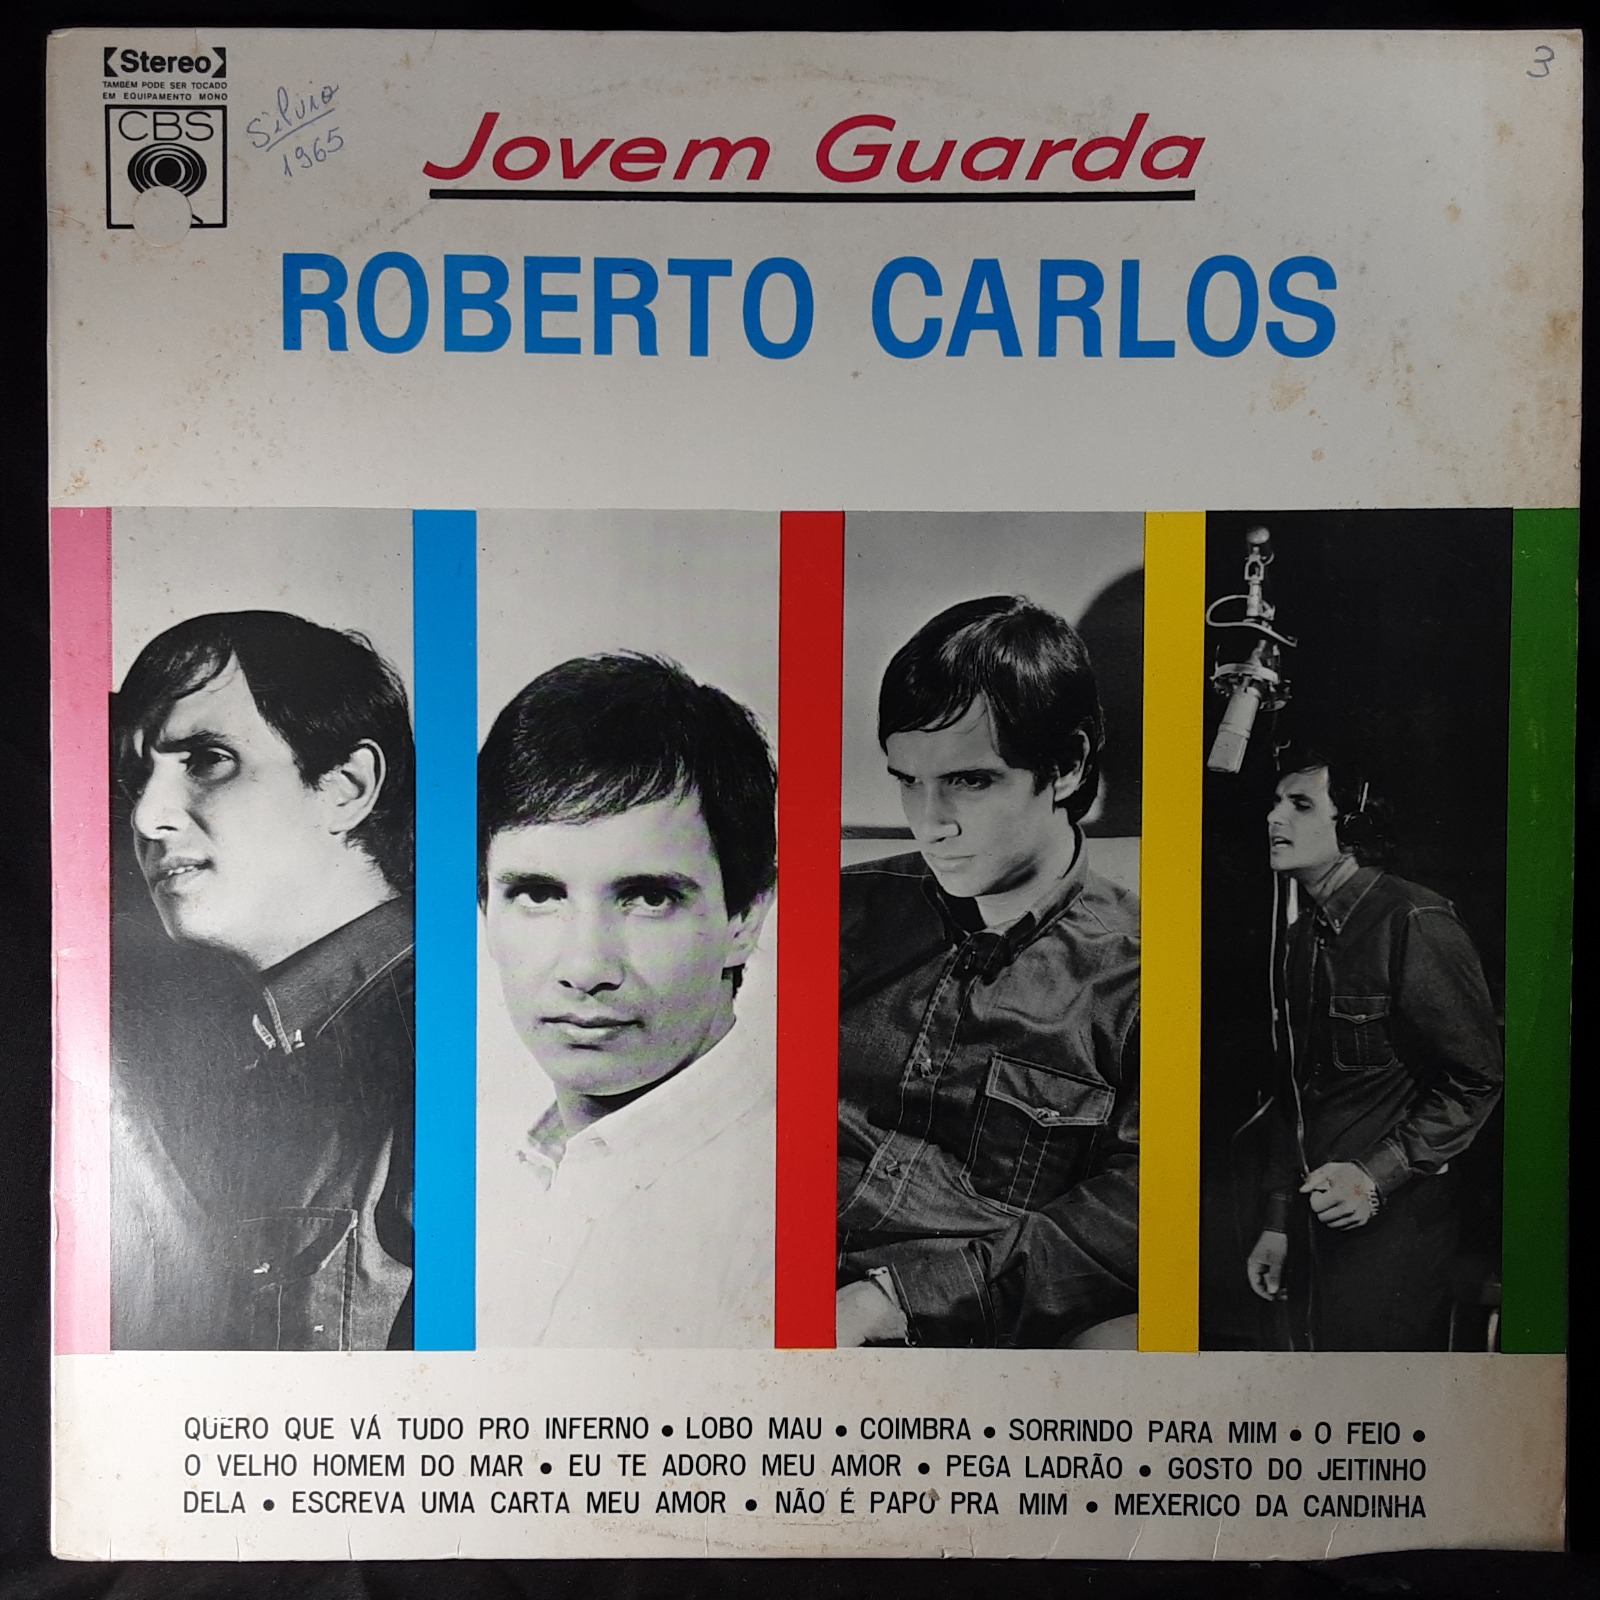 Stereo
TAMBÉM PODE SER TOCADO
EM EQUIPAMENTO MONO
CBS
Silvio
1965
3
Jovem Guarda
ROBERTO CARLOS
QUERO QUE VÁ TUDO PRO INFERNO • LOBO MAU • COIMBRA • SORRINDO PARA MIM • O FEIO •
O VELHO HOMEM DO MAR • EU TE ADORO MEU AMOR • PEGA LADRÃO • GOSTO DO JEITINHO
DELA • ESCREVA UMA CARTA MEU AMOR • NÃO É PAPO PRA MIM • MEXERICO DA CANDINHA